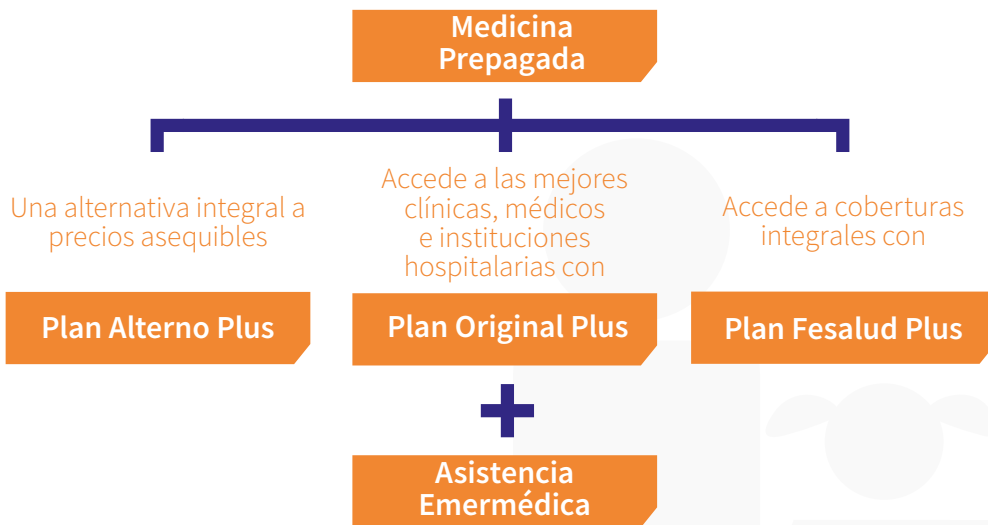 Medicina
Prepagada
Una alternativa integral a
precios asequibles
Plan Alterno Plus
Accede a las mejores
clínicas, médicos
e instituciones
hospitalarias con
Plan Original Plus
Accede a coberturas
integrales con
Plan Fesalud Plus
Asistencia
Emermédica